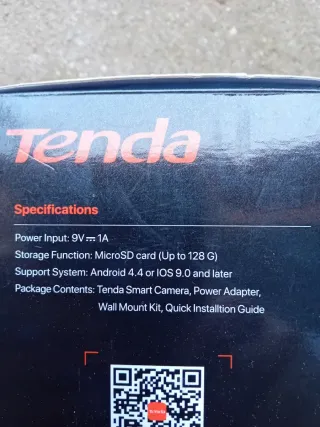 Tenda
Specifications
Power Input: 9V⎓1A
Storage Function: MicroSD card (Up to 128 G)
Support System: Android 4.4 or IOS 9.0 and later
Package Contents: Tenda Smart Camera, Power Adapter,
Wall Mount Kit, Quick Installtion Guide
Tenda